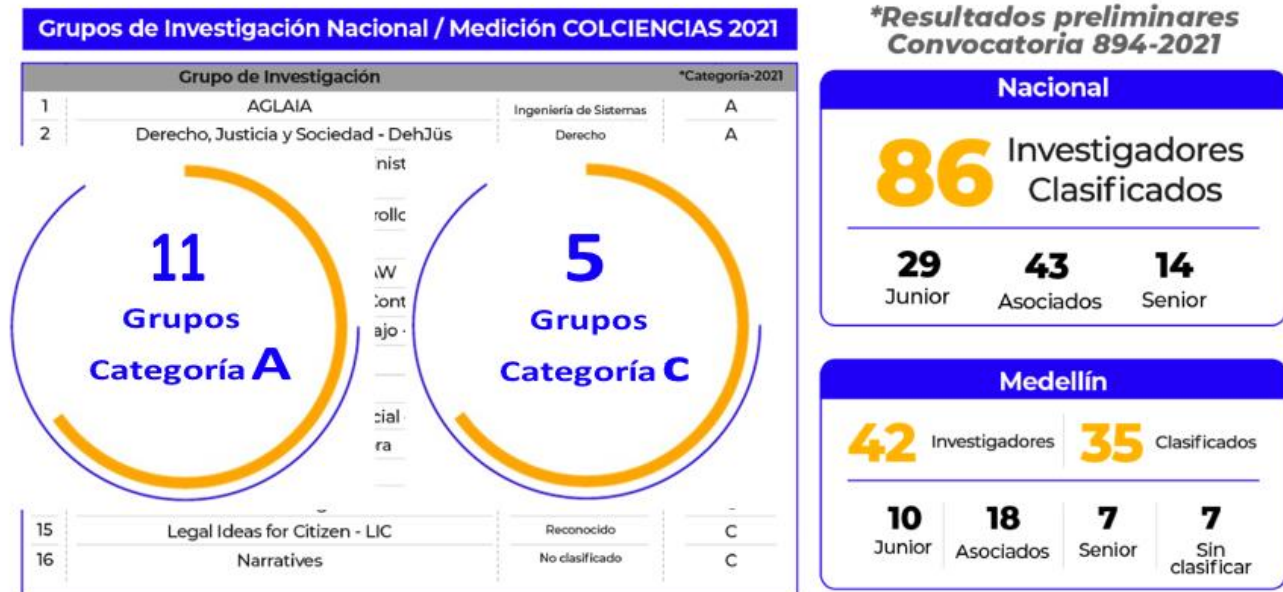 Grupos de Investigación Nacional / Medición COLCIENCIAS 2021
Grupo de Investigación *Categoría-2021
1 AGLAIA Ingeniería de Sistemas A
2 Derecho, Justicia y Sociedad - DehJüs Derecho A
11
Grupos
Categoría A
5
Grupos
Categoría C
15 Legal Ideas for Citizen - LIC Reconocido C
16 Narratives No clasificado C
*Resultados preliminares
Convocatoria 894-2021
Nacional
86 Investigadores
Clasificados
29 43 14
Junior Asociados Senior
Medellín
42 Investigadores 35 Clasificados
10 18 7 7
Junior Asociados Senior Sin
clasificar